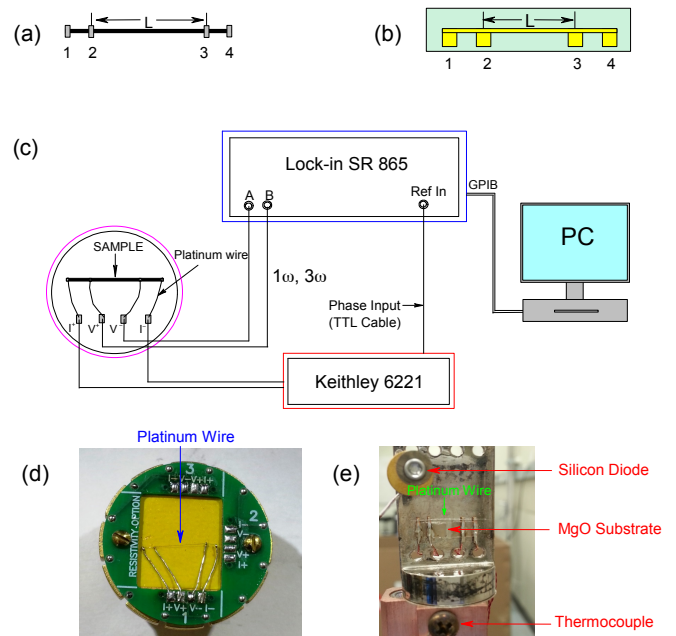 (a)
L
1 2 3 4
(b)
L
1 2 3 4
(c)
Lock-in SR 865
A B
Ref In
GPIB
PC
SAMPLE
Platinum wire
1ω, 3ω
I+ V+ V- I-
Phase Input
(TTL Cable)
Keithley 6221
(d)
Platinum Wire
3
I- V- V+ I+
RESISTIVITY-OPTION
2
I-
V-
V+
I+
I+ V+ V- I-
1
(e)
Silicon Diode
Platinum Wire
MgO Substrate
Thermocouple